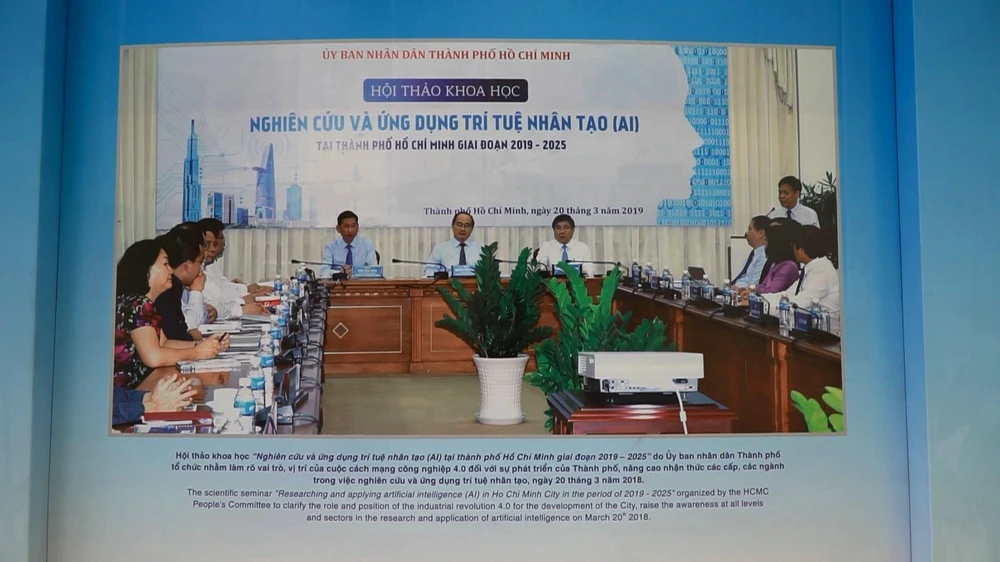 ỦY BAN NHÂN DÂN THÀNH PHỐ HỒ CHÍ MINH
HỘI THẢO KHOA HỌC
NGHIÊN CỨU VÀ ỨNG DỤNG TRÍ TUỆ NHÂN TẠO (AI)
TẠI THÀNH PHỐ HỒ CHÍ MINH GIAI ĐOẠN 2019 - 2025
Thành phố Hồ Chí Minh, ngày 20 tháng 3 năm 2019
Hội thảo khoa học "Nghiên cứu và ứng dụng trí tuệ nhân tạo (AI) tại thành phố Hồ Chí Minh giai đoạn 2019 – 2025" do Ủy ban nhân dân Thành phố
tổ chức nhằm làm rõ vai trò, vị trí của cuộc cách mạng công nghiệp 4.0 đối với sự phát triển của Thành phố, nâng cao nhận thức các cấp, các ngành
trong việc nghiên cứu và ứng dụng trí tuệ nhân tạo, ngày 20 tháng 3 năm 2018.
The scientific seminar "Researching and applying artificial intelligence (AI) in Ho Chi Minh City in the period of 2019 - 2025" organized by the HCMC
People's Committee to clarify the role and position of the industrial revolution 4.0 for the development of the City, raise the awareness at all levels
and sectors in the research and application of artificial intelligence on March 20th 2018.